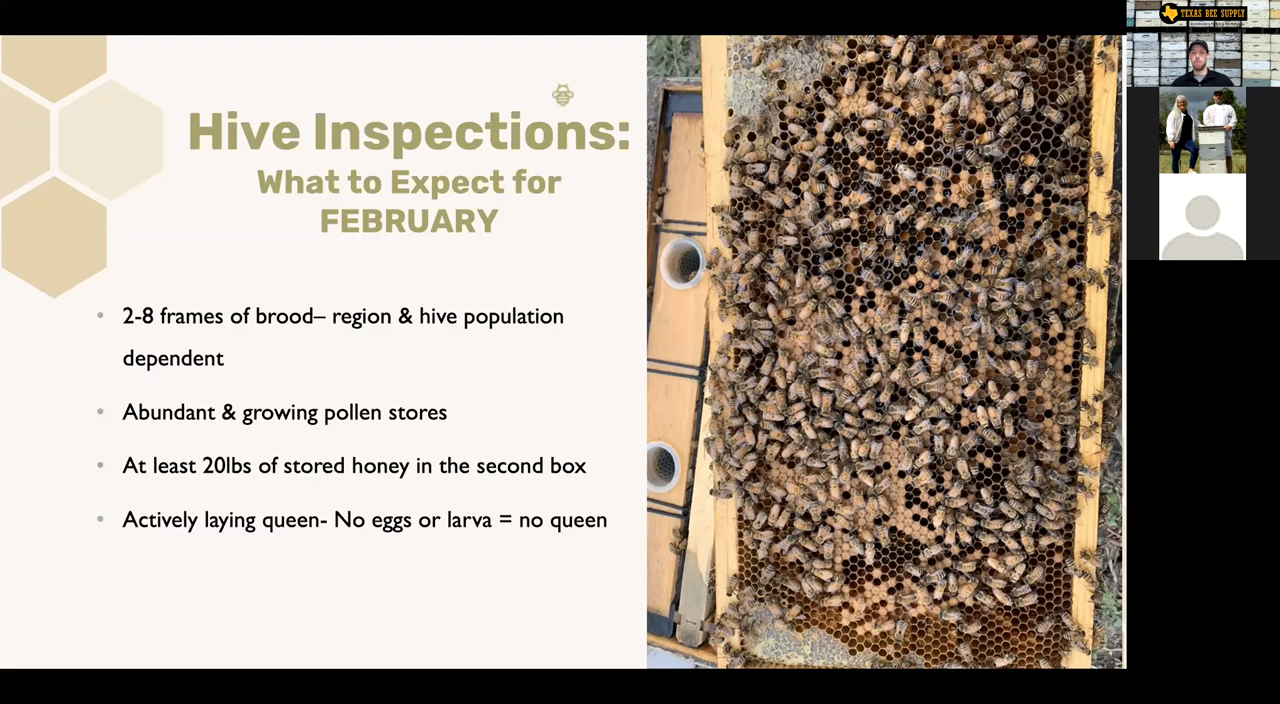 Hive Inspections:
What to Expect for
FEBRUARY
• 2-8 frames of brood– region & hive population
dependent
• Abundant & growing pollen stores
• At least 20lbs of stored honey in the second box
• Actively laying queen- No eggs or larva = no queen
TEXAS BEE SUPPLY